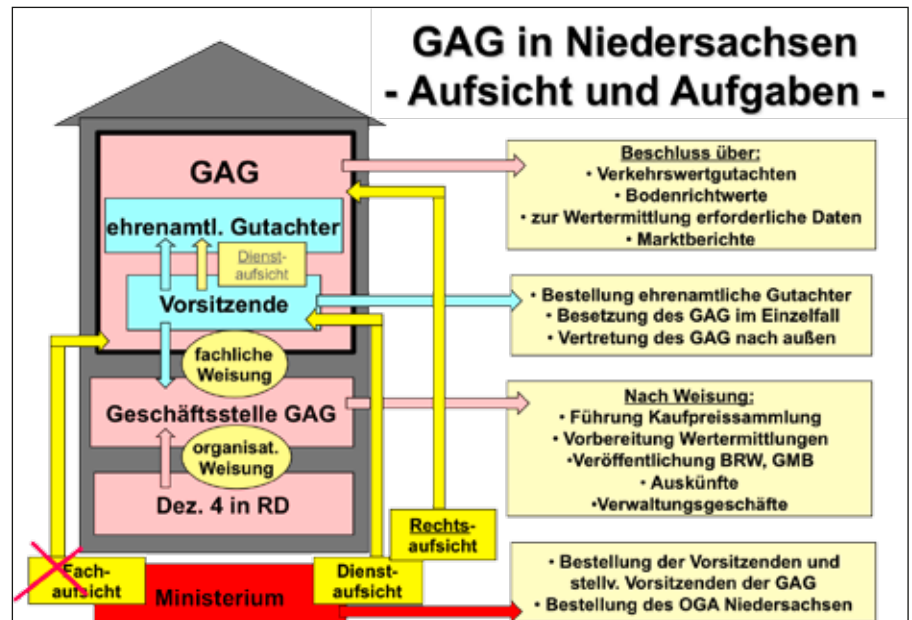 GAG in Niedersachsen
- Aufsicht und Aufgaben -
GAG
ehrenamtl. Gutachter
Dienst-
aufsicht
Vorsitzende
fachliche
Weisung
Geschäftsstelle GAG
organisat.
Weisung
Dez. 4 in RD
Fach-
aufsicht
Dienst-
aufsicht
Rechts-
aufsicht
Ministerium
Beschluss über:
• Verkehrswertgutachten
• Bodenrichtwerte
• zur Wertermittlung erforderliche Daten
• Marktberichte
• Bestellung ehrenamtliche Gutachter
• Besetzung des GAG im Einzelfall
• Vertretung des GAG nach außen
Nach Weisung:
• Führung Kaufpreissammlung
• Vorbereitung Wertermittlungen
•Veröffentlichung BRW, GMB
• Auskünfte
•Verwaltungsgeschäfte
• Bestellung der Vorsitzenden und
stellv. Vorsitzenden der GAG
• Bestellung des OGA Niedersachsen